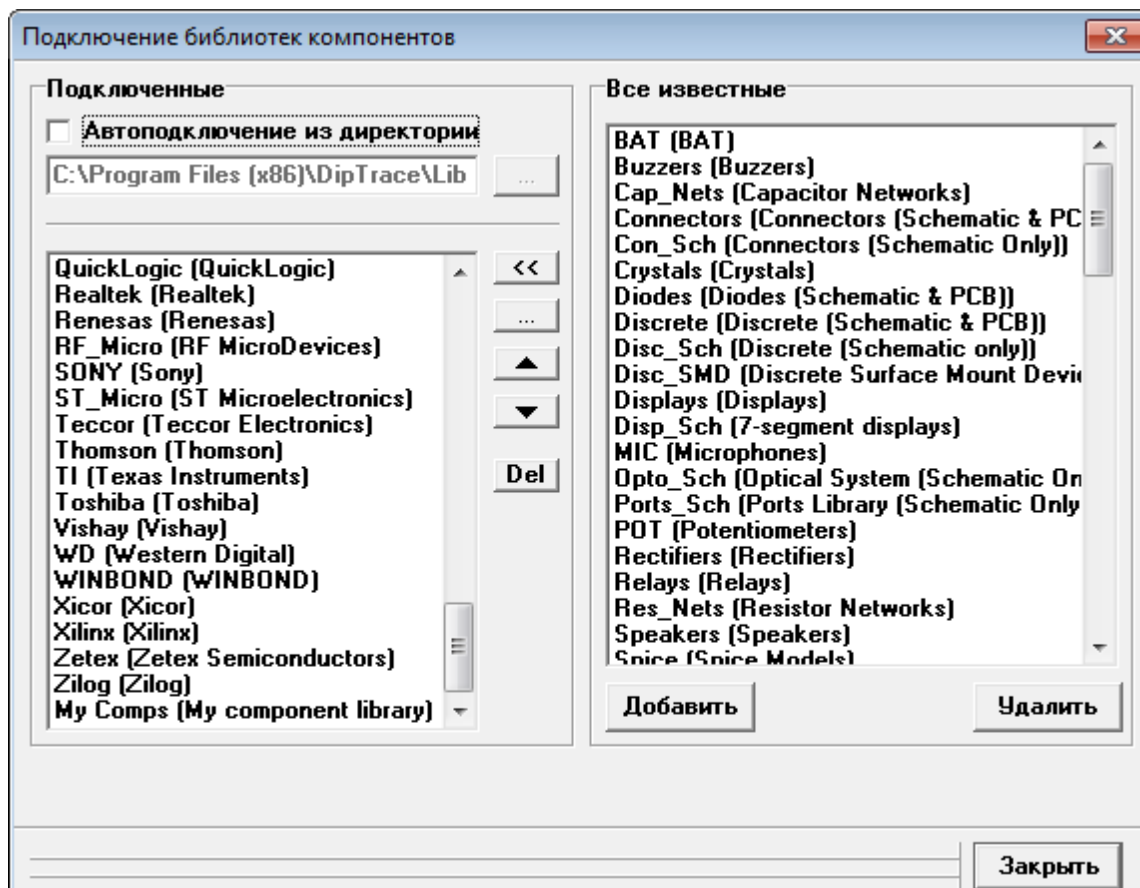 Подключение библиотек компонентов
Подключенные
Автоподключение из директории
C:\Program Files (x86)\DipTrace\Lib
...
QuickLogic (QuickLogic)
Realtek (Realtek)
Renesas (Renesas)
RF_Micro (RF MicroDevices)
SONY (Sony)
ST_Micro (ST Microelectronics)
Teccor (Teccor Electronics)
Thomson (Thomson)
TI (Texas Instruments)
Toshiba (Toshiba)
Vishay (Vishay)
WD (Western Digital)
WINBOND (WINBOND)
Xicor (Xicor)
Xilinx (Xilinx)
Zetex (Zetex Semiconductors)
Zilog (Zilog)
My Comps (My component library)
<<
...
Del
Все известные
BAT (BAT)
Buzzers (Buzzers)
Cap_Nets (Capacitor Networks)
Connectors (Connectors (Schematic & PC
Con_Sch (Connectors (Schematic Only))
Crystals (Crystals)
Diodes (Diodes (Schematic & PCB))
Discrete (Discrete (Schematic & PCB))
Disc_Sch (Discrete (Schematic only))
Disc_SMD (Discrete Surface Mount Devi
Displays (Displays)
Disp_Sch (7-segment displays)
MIC (Microphones)
Opto_Sch (Optical System (Schematic On
Ports_Sch (Ports Library (Schematic Only
POT (Potentiometers)
Rectifiers (Rectifiers)
Relays (Relays)
Res_Nets (Resistor Networks)
Speakers (Speakers)
Spice (Spice Models)
Добавить
Удалить
Закрыть